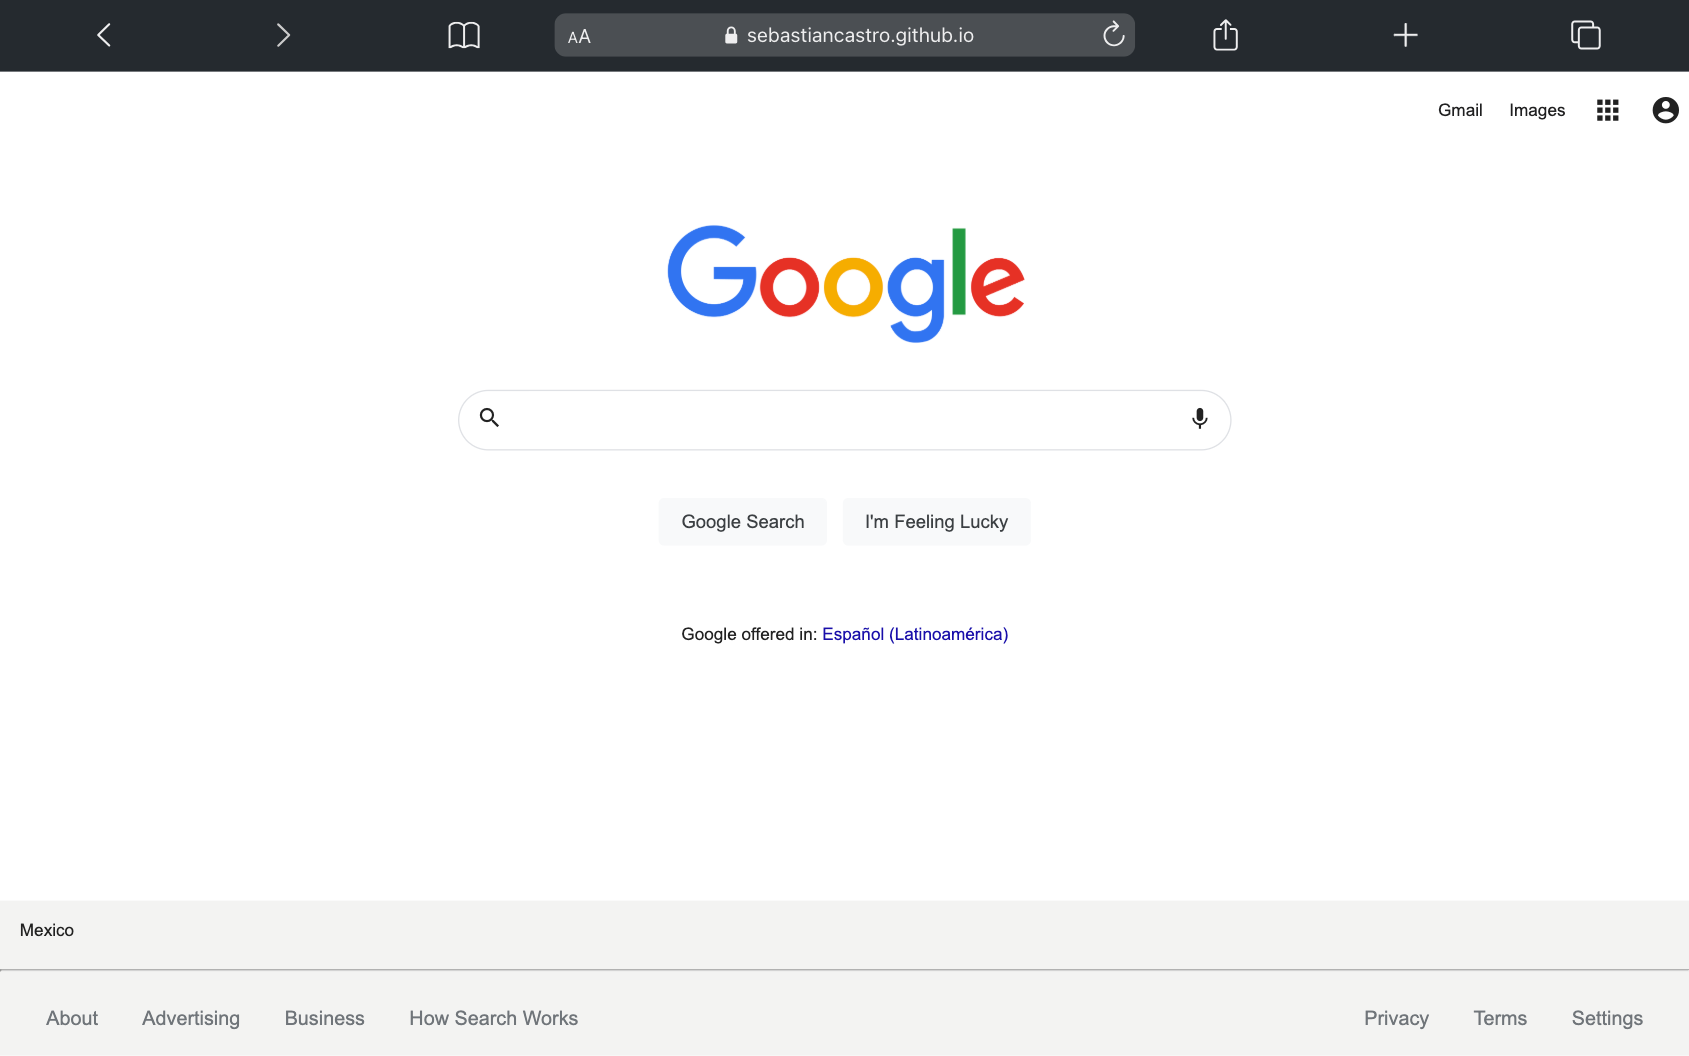 AA sebastiancastro.github.io
Gmail Images
Google
Google Search I'm Feeling Lucky
Google offered in: Español (Latinoamérica)
Mexico
About Advertising Business How Search Works Privacy Terms Settings